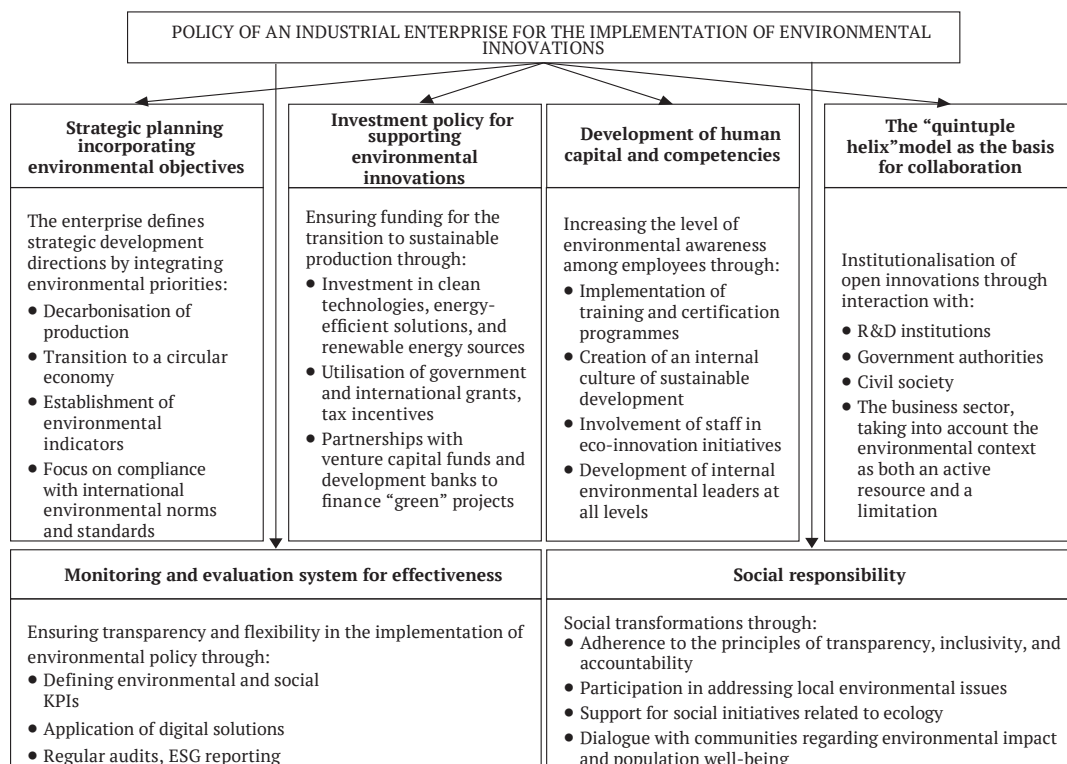 POLICY OF AN INDUSTRIAL ENTERPRISE FOR THE IMPLEMENTATION OF ENVIRONMENTAL
INNOVATIONS
Strategic planning
incorporating
environmental objectives
The enterprise defines
strategic development
directions by integrating
environmental priorities:
● Decarbonisation of
production
● Transition to a circular
economy
● Establishment of
environmental
indicators
● Focus on compliance
with international
environmental norms
and standards
Investment policy for
supporting
environmental
innovations
Ensuring funding for the
transition to sustainable
production through:
● Investment in clean
technologies, energy-
efficient solutions, and
renewable energy sources
● Utilisation of government
and international grants,
tax incentives
● Partnerships with
venture capital funds and
development banks to
finance “green” projects
Development of human
capital and competencies
Increasing the level of
environmental awareness
among employees through:
● Implementation of
training and certification
programmes
● Creation of an internal
culture of sustainable
development
● Involvement of staff in
eco-innovation initiatives
● Development of internal
environmental leaders at
all levels
The “quintuple
helix”model as the basis
for collaboration
Institutionalisation of
open innovations through
interaction with:
● R&D institutions
● Government authorities
● Civil society
● The business sector,
taking into account the
environmental context
as both an active
resource and a
limitation
Monitoring and evaluation system for effectiveness
Ensuring transparency and flexibility in the implementation of
environmental policy through:
● Defining environmental and social
KPIs
● Application of digital solutions
● Regular audits, ESG reporting
Social responsibility
Social transformations through:
● Adherence to the principles of transparency, inclusivity, and
accountability
● Participation in addressing local environmental issues
● Support for social initiatives related to ecology
● Dialogue with communities regarding environmental impact
and population well-being